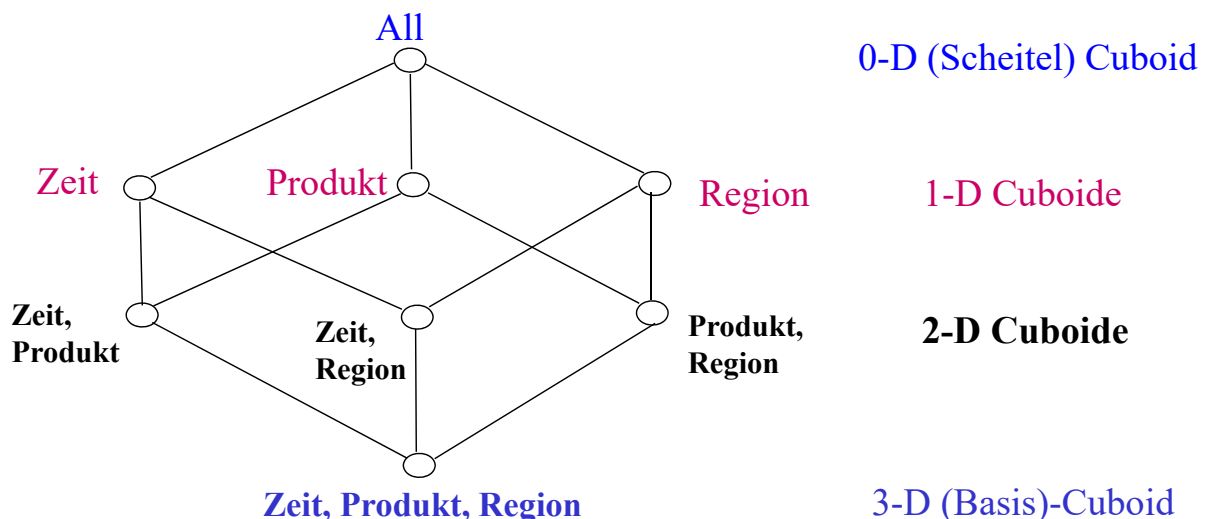 All
0-D (Scheitel) Cuboid
Zeit
Produkt
Region
1-D Cuboide
Zeit,
Produkt
Zeit,
Region
Produkt,
Region
2-D Cuboide
Zeit, Produkt, Region
3-D (Basis)-Cuboid